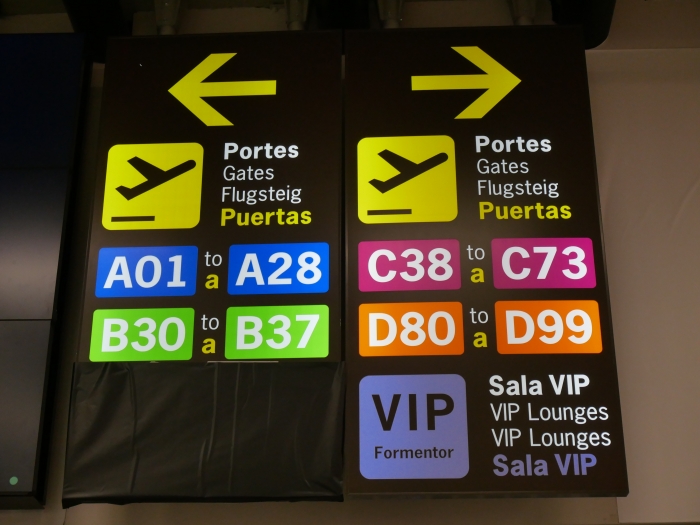 Portes
Gates
Flugsteig
Puertas
A01 to a A28
B30 to a B37
Portes
Gates
Flugsteig
Puertas
C38 to a C73
D80 to a D99
VIP
Formentor
Sala VIP
VIP Lounges
VIP Lounges
Sala VIP